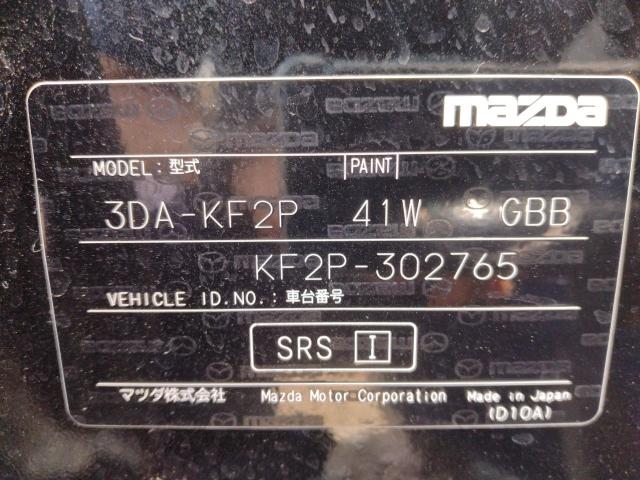 mazda
MODEL: 型式 PAINT
3DA-KF2P 41W GBB
KF2P-302765
VEHICLE ID.NO.: 車台番号
SRS I
マツダ株式会社 Mazda Motor Corporation Made in Japan
(D10A)